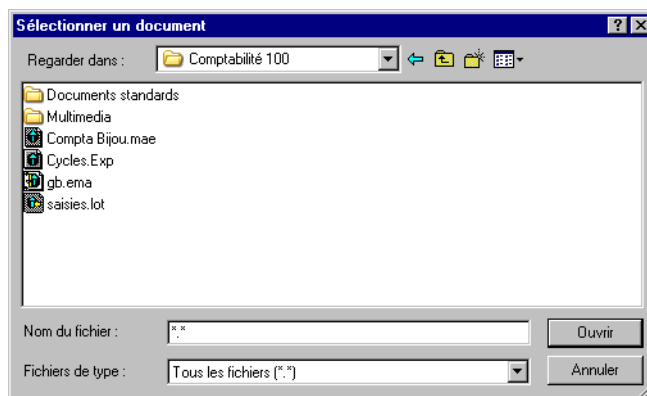 Sélectionner un document
Regarder dans : Comptabilité 100
Documents standards
Multimedia
Compta Bijou.mae
Cycles.Exp
gb.ema
saisies.lot
Nom du fichier : *.* Ouvrir
Fichiers de type : Tous les fichiers (*.*) Annuler